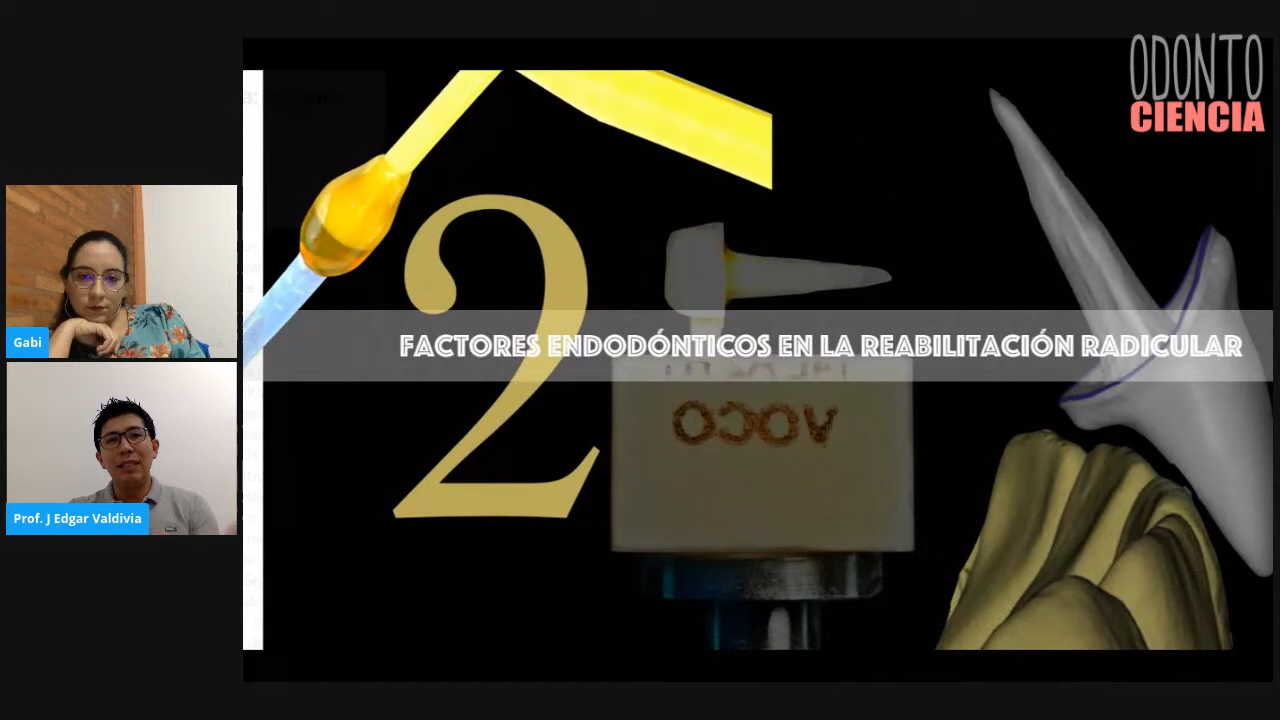 ODONTO
CIENCIA
2
FACTORES ENDODÓNTICOS EN LA REABILITACIÓN RADICULAR
VOCO
Gabi
Prof. J Edgar Valdivia